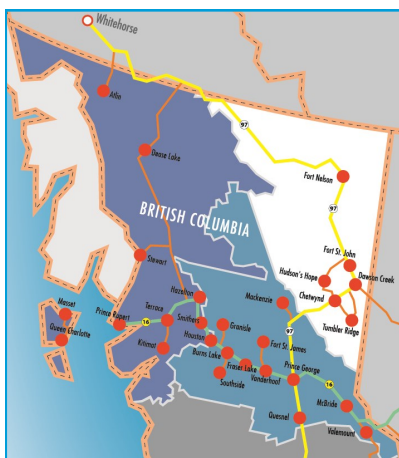 Whitehorse
Atlin
97
Dease Lake
Fort Nelson
97
BRITISH COLUMBIA
Fort St. John
Stewart
Hudson's Hope
Dawson Creek
Hazelton
Mackenzie
Chetwynd
Masset
Prince Rupert
Terrace
Smithers
Granisle
Tumbler Ridge
16
Queen Charlotte
Kitimat
Houston
Fort St. James
97
Burns Lake
Fraser Lake
Prince George
Southside
Vanderhoof
16
McBride
Quesnel
Valemount